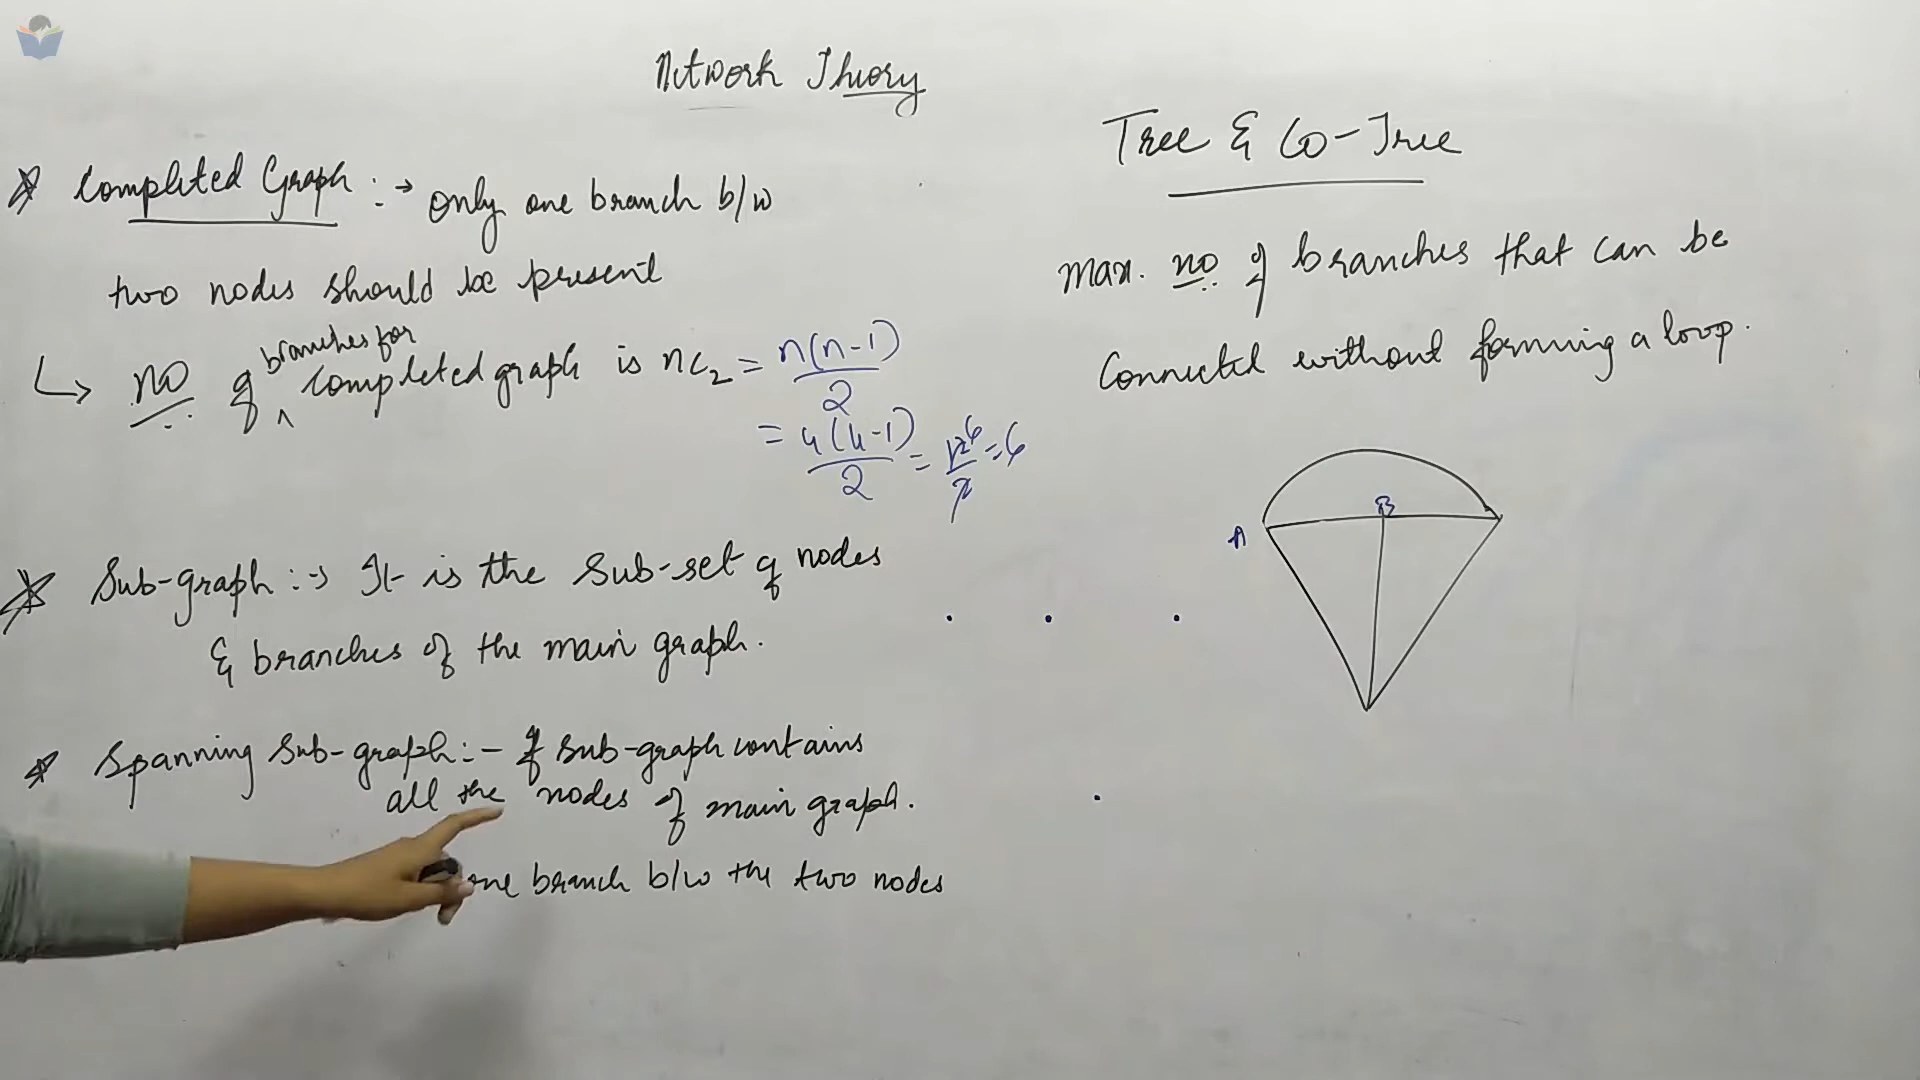 Network Theory
* Completed Graph :→ Only one branch b/w
two nodes should be present
↳ no of ^ branches for completed graph is nC₂ = n(n-1)/2
= 4(4-1)/2 = 12/2 = 6
* Sub-graph :→ It is the Sub-set of nodes
& branches of the main graph.
* Spanning Sub-graph :- If Sub-graph contains
all the nodes of main graph.
one branch b/w the two nodes
Tree & Co-Tree
max. no of branches that can be
Connected without forming a loop.
A B